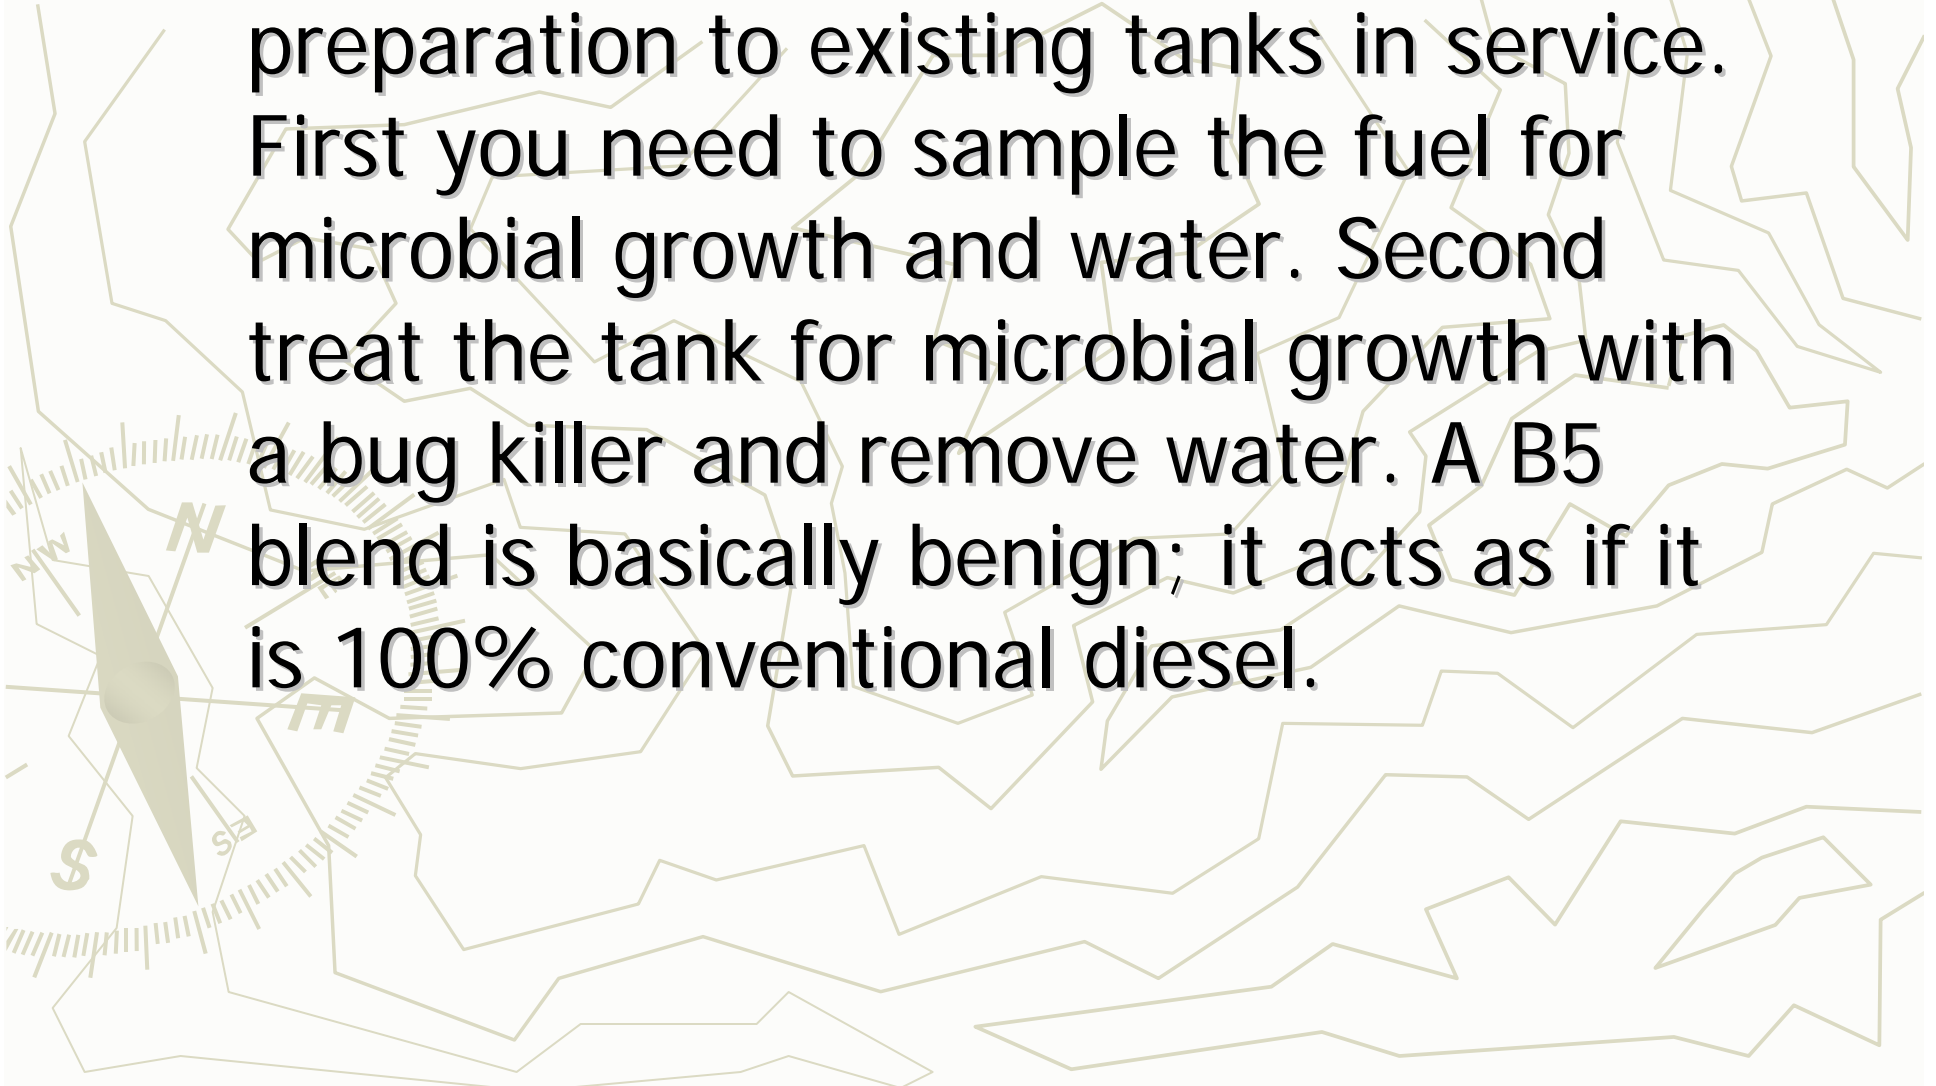 preparation to existing tanks in service.
First you need to sample the fuel for
microbial growth and water. Second
treat the tank for microbial growth with
a bug killer and remove water. A B5
blend is basically benign; it acts as if it
is 100% conventional diesel.
NW
N
E
SE
S